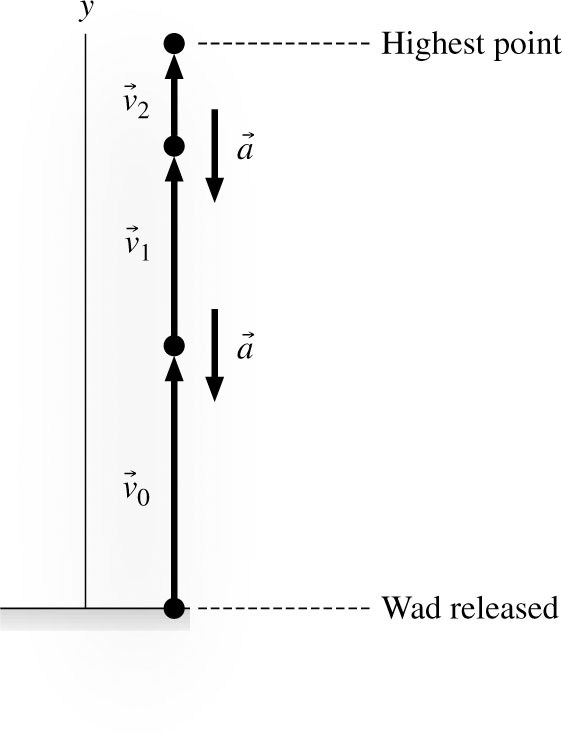 y
Highest point
v⃗₂
a⃗
v⃗₁
a⃗
v⃗₀
Wad released